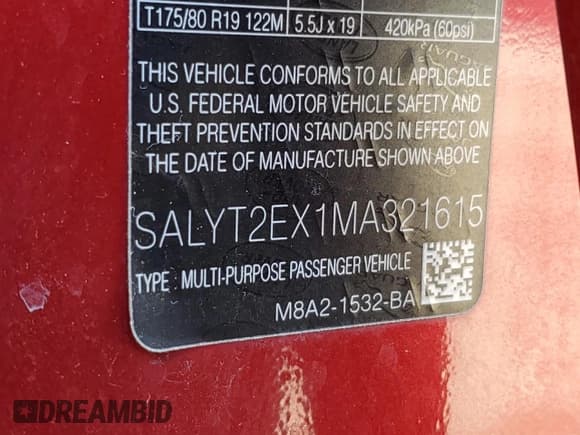 T175/80 R19 122M 5.5J x 19 420kPa (60psi)
THIS VEHICLE CONFORMS TO ALL APPLICABLE
U.S. FEDERAL MOTOR VEHICLE SAFETY AND
THEFT PREVENTION STANDARDS IN EFFECT ON
THE DATE OF MANUFACTURE SHOWN ABOVE
SALYT2EX1MA321615
TYPE : MULTI-PURPOSE PASSENGER VEHICLE
M8A2-1532-BA
DREAMBID